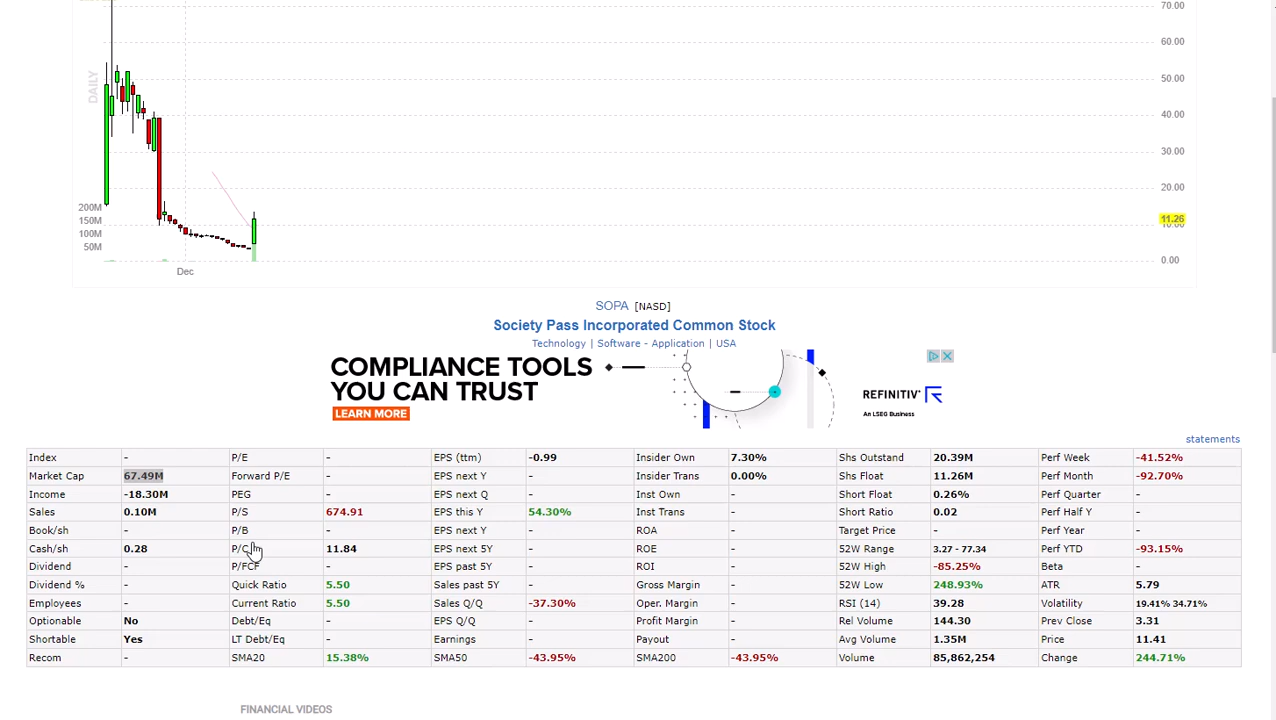 70.00
60.00
50.00
40.00
30.00
20.00
11.26
10.00
0.00
DAILY
200M
150M
100M
50M
Dec
SOPA [NASD]
Society Pass Incorporated Common Stock
Technology | Software - Application | USA
COMPLIANCE TOOLS
YOU CAN TRUST
LEARN MORE
REFINITIV
An LSEG Business
statements
Index - P/E - EPS (ttm) -0.99 Insider Own 7.30% Shs Outstand 20.39M Perf Week -41.52%
Market Cap 67.49M Forward P/E - EPS next Y - Insider Trans 0.00% Shs Float 11.26M Perf Month -92.70%
Income -18.30M PEG - EPS next Q - Inst Own - Short Float 0.26% Perf Quarter -
Sales 0.10M P/S 674.91 EPS this Y 54.30% Inst Trans - Short Ratio 0.02 Perf Half Y -
Book/sh - P/B - EPS next Y - ROA - Target Price - Perf Year -
Cash/sh 0.28 P/C 11.84 EPS next 5Y - ROE - 52W Range 3.27 - 77.34 Perf YTD -93.15%
Dividend - P/FCF - EPS past 5Y - ROI - 52W High -85.25% Beta -
Dividend % - Quick Ratio 5.50 Sales past 5Y - Gross Margin - 52W Low 248.93% ATR 5.79
Employees - Current Ratio 5.50 Sales Q/Q -37.30% Oper. Margin - RSI (14) 39.28 Volatility 19.41% 34.71%
Optionable No Debt/Eq - EPS Q/Q - Profit Margin - Rel Volume 144.30 Prev Close 3.31
Shortable Yes LT Debt/Eq - Earnings - Payout - Avg Volume 1.35M Price 11.41
Recom - SMA20 15.38% SMA50 -43.95% SMA200 -43.95% Volume 85,862,254 Change 244.71%
FINANCIAL VIDEOS